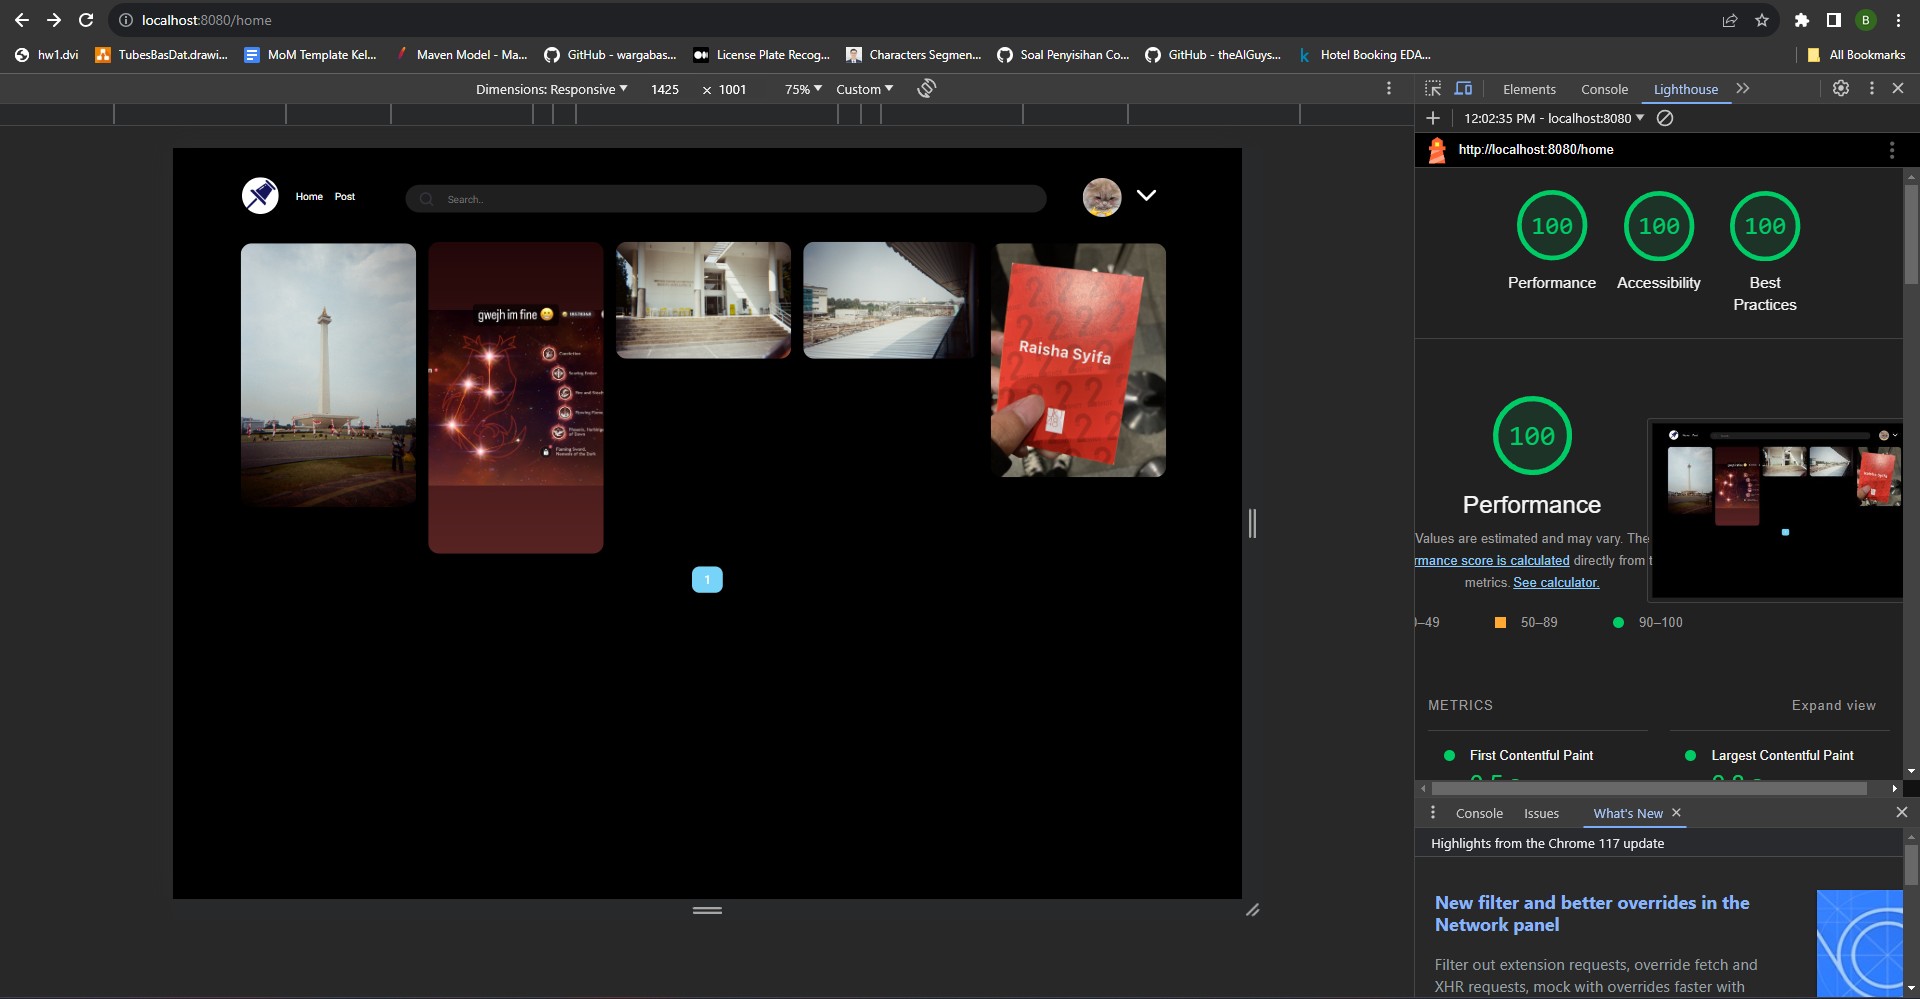 localhost:8080/home
B
hw1.dvi
TubesBasDat.drawi...
MoM Template Kel...
Maven Model - Ma...
GitHub - wargabas...
License Plate Recog...
Characters Segmen...
Soal Penyisihan Co...
GitHub - theAIGuys...
Hotel Booking EDA...
All Bookmarks
Dimensions: Responsive
1425
× 1001
75%
Custom
Elements
Console
Lighthouse
12:02:35 PM - localhost:8080
http://localhost:8080/home
Home
Post
Search..
gwejh im fine
Raisha Syifa
1
100
100
100
Performance
Accessibility
Best
Practices
100
Performance
Values are estimated and may vary. The
rmance score is calculated directly from t
metrics. See calculator.
–49
50–89
90–100
METRICS
Expand view
First Contentful Paint
Largest Contentful Paint
Console
Issues
What's New
Highlights from the Chrome 117 update
New filter and better overrides in the
Network panel
Filter out extension requests, override fetch and
XHR requests, mock with overrides faster with